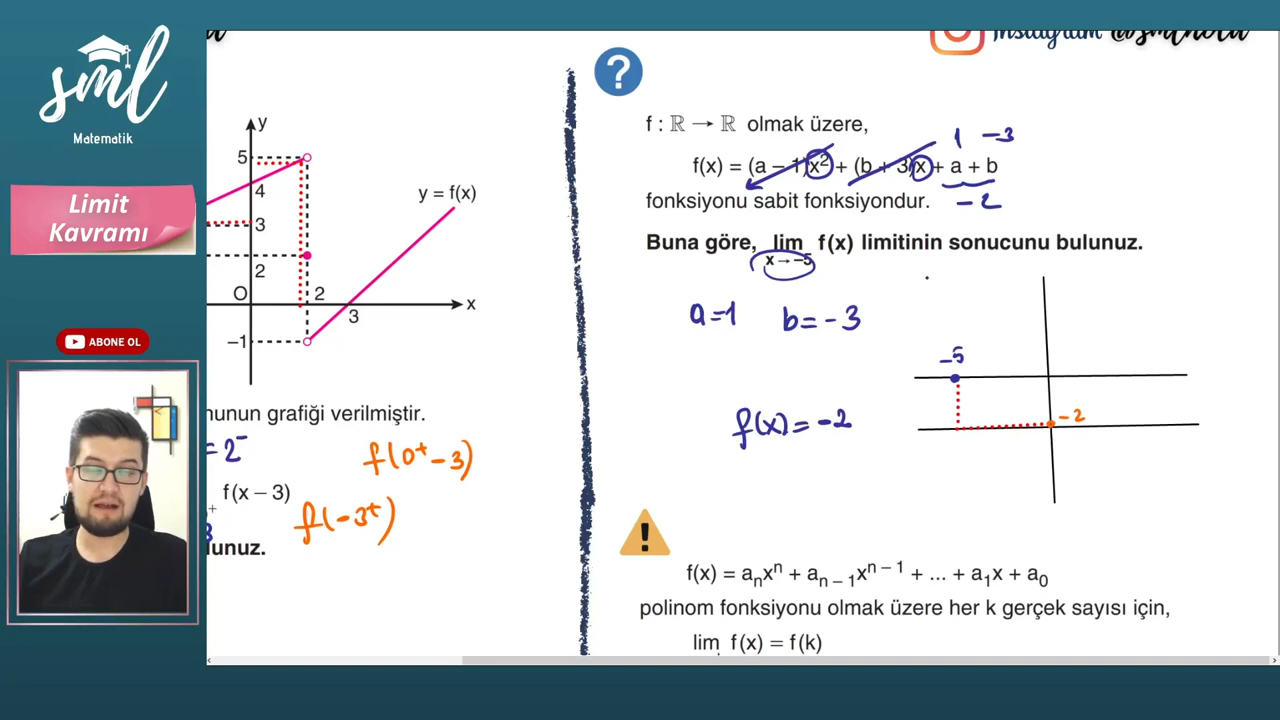 sml
Matematik
Limit
Kavramı
ABONE OL
y
5
4
3
2
O
2
3
x
–1
y = f(x)
nunun grafiği verilmiştir.
= 2⁻
f(0⁺ – 3)
f(x – 3)
f(–3⁺)
lunuz.
Instagram
?
f : ℝ → ℝ olmak üzere,
1 –3
f(x) = (a – 1)x² + (b + 3)x + a + b
fonksiyonu sabit fonksiyondur.
–2
Buna göre, lim f(x) limitinin sonucunu bulunuz.
x → –5
a=1 b = –3
–5
f(x) = –2
–2
!
f(x) = aₙxⁿ + aₙ₋₁xⁿ⁻¹ + ... + a₁x + a₀
polinom fonksiyonu olmak üzere her k gerçek sayısı için,
lim f(x) = f(k)